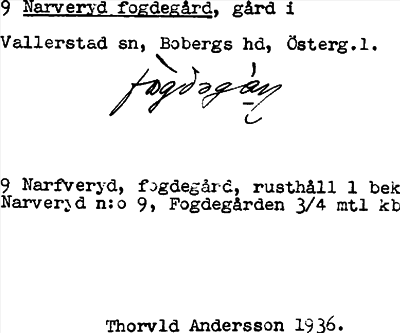 9 Narveryd fogdegård, gård i
Vallerstad sn, Bobergs hd, Österg.l.
9 Narfveryd, fogdegård, rusthåll 1 bek
Narveryd n:o 9, Fogdegården 3/4 mtl kb
Thorvld Andersson 1936.